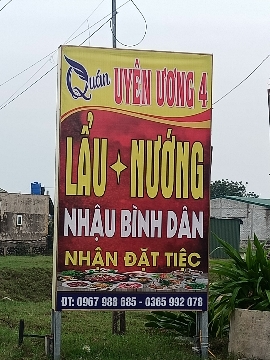 Quán UYÊN ƯƠNG 4
LẨU + NƯỚNG
NHẬU BÌNH DÂN
NHẬN ĐẶT TIỆC
ĐT: 0967 988 685 - 0365 992 078